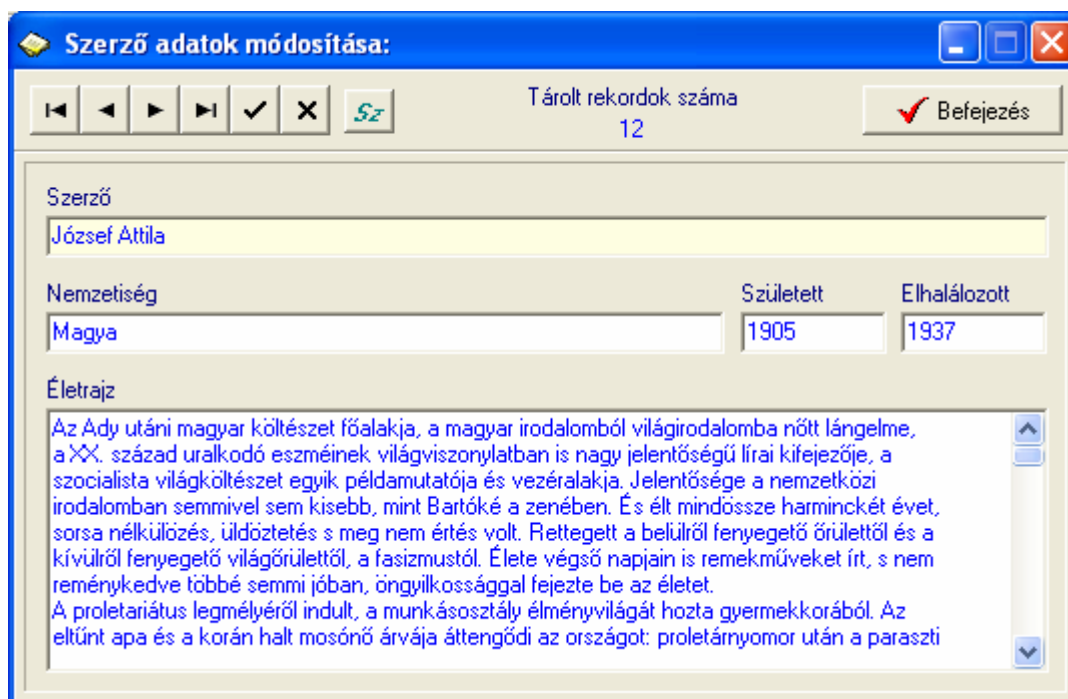 Szerző adatok módosítása:
Sz
Tárolt rekordok száma
12
Befejezés
Szerző
József Attila
Nemzetiség
Született
Elhalálozott
Magya
1905
1937
Életrajz
Az Ady utáni magyar költészet főalakja, a magyar irodalomból világirodalomba nőtt lángelme,
a XX. század uralkodó eszméinek világviszonylatban is nagy jelentőségű lírai kifejezője, a
szocialista világköltészet egyik példamutatója és vezéralakja. Jelentősége a nemzetközi
irodalomban semmivel sem kisebb, mint Bartóké a zenében. És élt mindössze harminckét évet,
sorsa nélkülözés, üldöztetés s meg nem értés volt. Rettegett a belülről fenyegető őrülettől és a
kívülről fenyegető világőrülettől, a fasizmustól. Élete végső napjain is remekműveket írt, s nem
reménykedve többé semmi jóban, öngyilkossággal fejezte be az életet.
A proletariátus legmélyéről indult, a munkásosztály élményvilágát hozta gyermekkorából. Az
eltűnt apa és a korán halt mosónő árvája áttengődi az országot: proletárnyomor után a paraszti